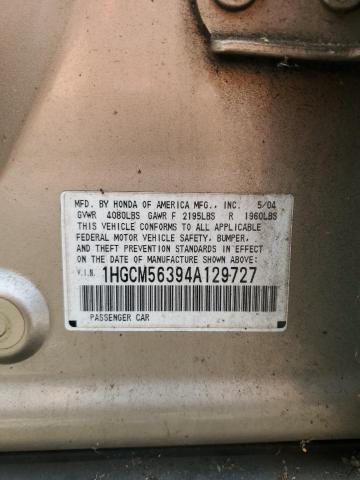 MFD. BY HONDA OF AMERICA MFG., INC. 5/04
GVWR 4080LBS GAWR F 2195LBS R 1960LBS
THIS VEHICLE CONFORMS TO ALL APPLICABLE
FEDERAL MOTOR VEHICLE SAFETY, BUMPER,
AND THEFT PREVENTION STANDARDS IN EFFECT
ON THE DATE OF MANUFACTURE SHOWN ABOVE.
V.I.N. 1HGCM56394A129727
PASSENGER CAR